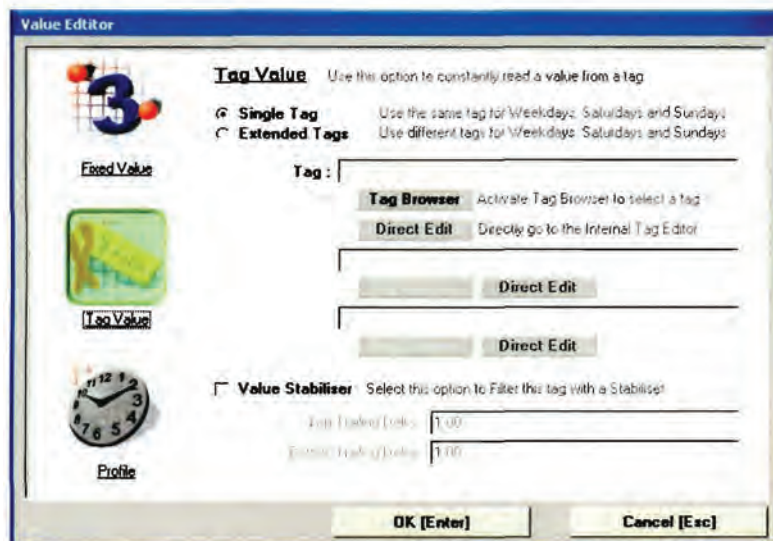 Value Edtitor
Tag Value Use this option to constantly read a value from a tag
Single Tag Use the same tag for Weekdays, Saturdays and Sundays
Extended Tags Use different tags for Weekdays, Saturdays and Sundays
Fixed Value
Tag :
Tag Browser Activate Tag Browser to select a tag
Direct Edit Directly go to the Internal Tag Editor
Direct Edit
Tag Value
Direct Edit
Value Stabiliser Select this option to Filter this tag with a Stabiliser
1.00
1.00
Profile
OK [Enter] Cancel [Esc]